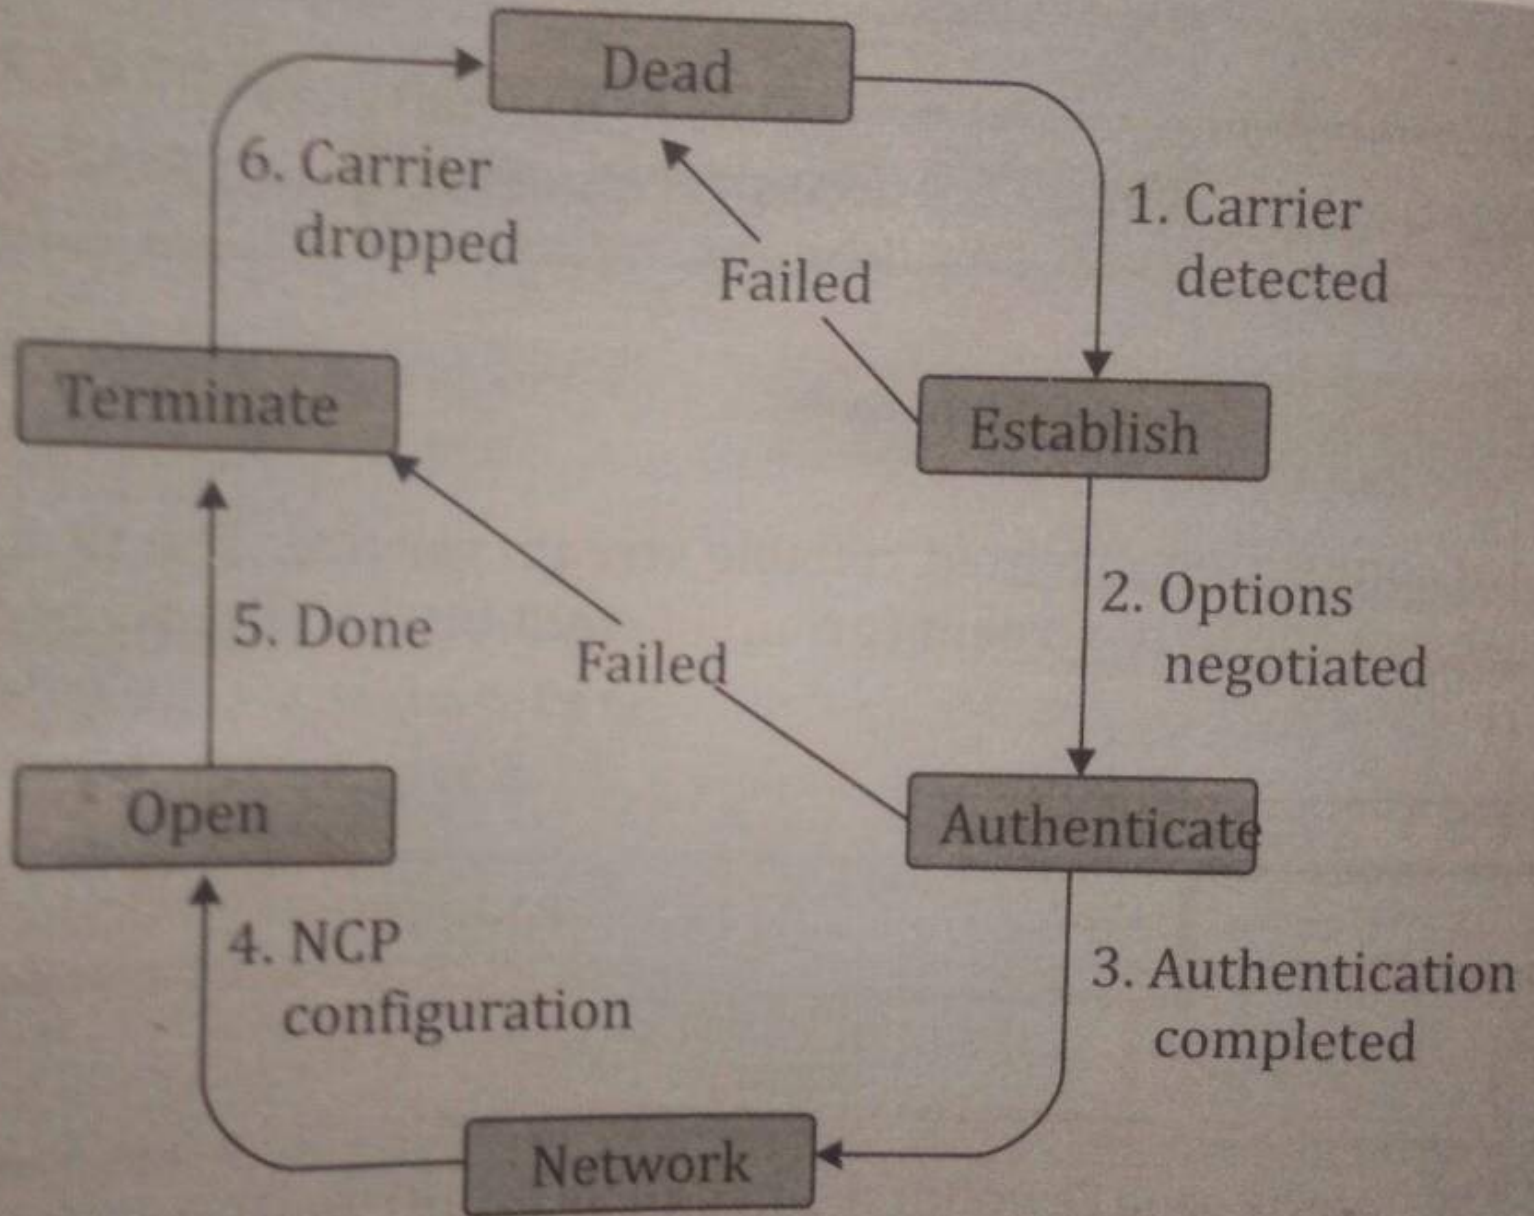 Dead
6. Carrier
dropped
1. Carrier
detected
Failed
Terminate
Establish
5. Done
Failed
2. Options
negotiated
Open
Authenticate
4. NCP
configuration
3. Authentication
completed
Network